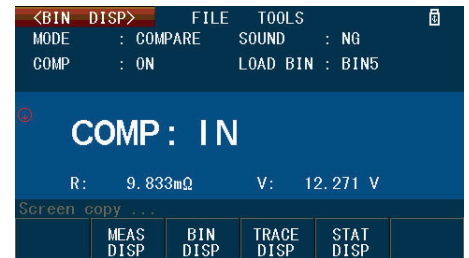 <BIN DISP> FILE TOOLS
MODE : COMPARE SOUND : NG
COMP : ON LOAD BIN : BIN5
COMP: IN
R: 9.833mΩ V: 12.271 V
Screen copy ...
MEAS DISP BIN DISP TRACE DISP STAT DISP